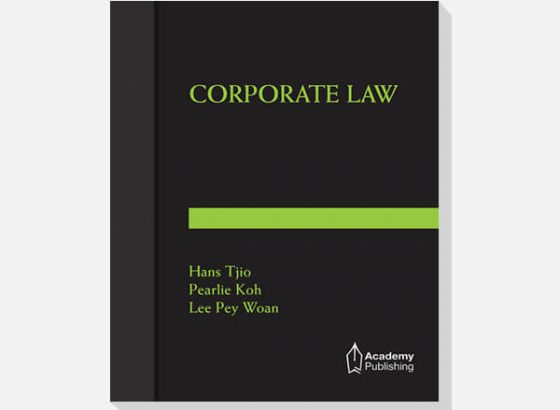 CORPORATE LAW
Hans Tjio
Pearlie Koh
Lee Pey Woan
Academy
Publishing